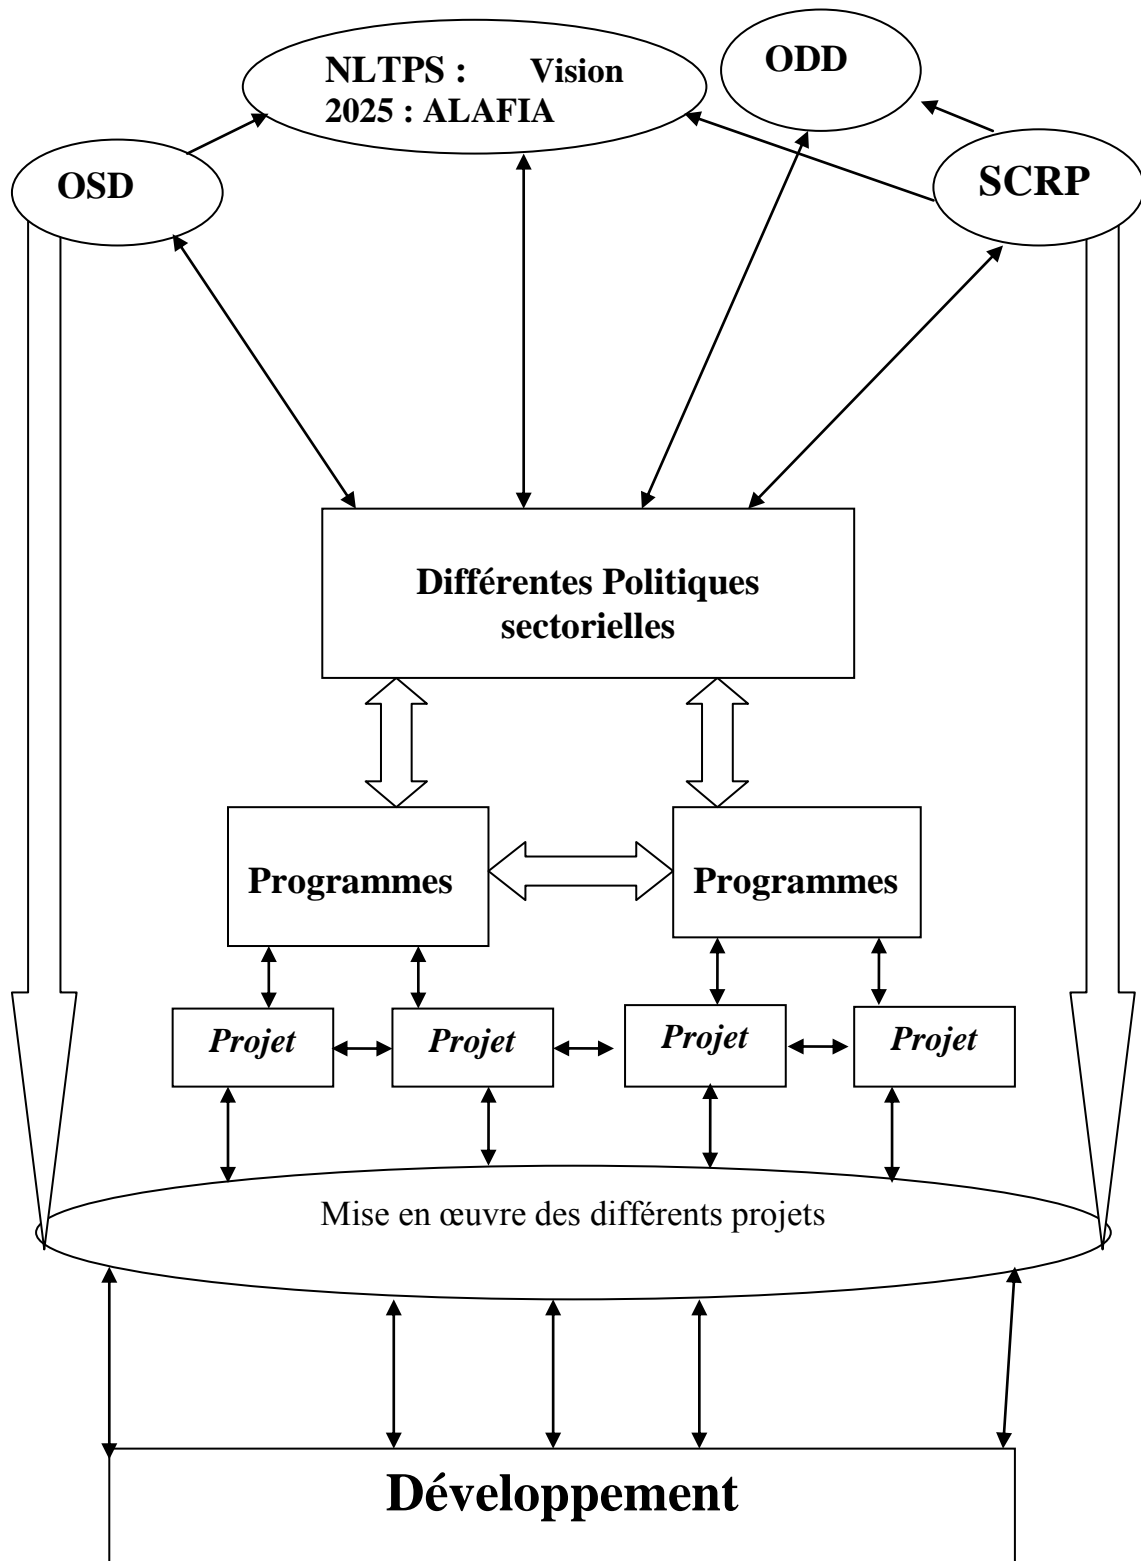 NLTPS : Vision
2025 : ALAFIA
ODD
OSD
SCRP
Différentes Politiques
sectorielles
Programmes
Programmes
Projet
Projet
Projet
Projet
Mise en œuvre des différents projets
Développement